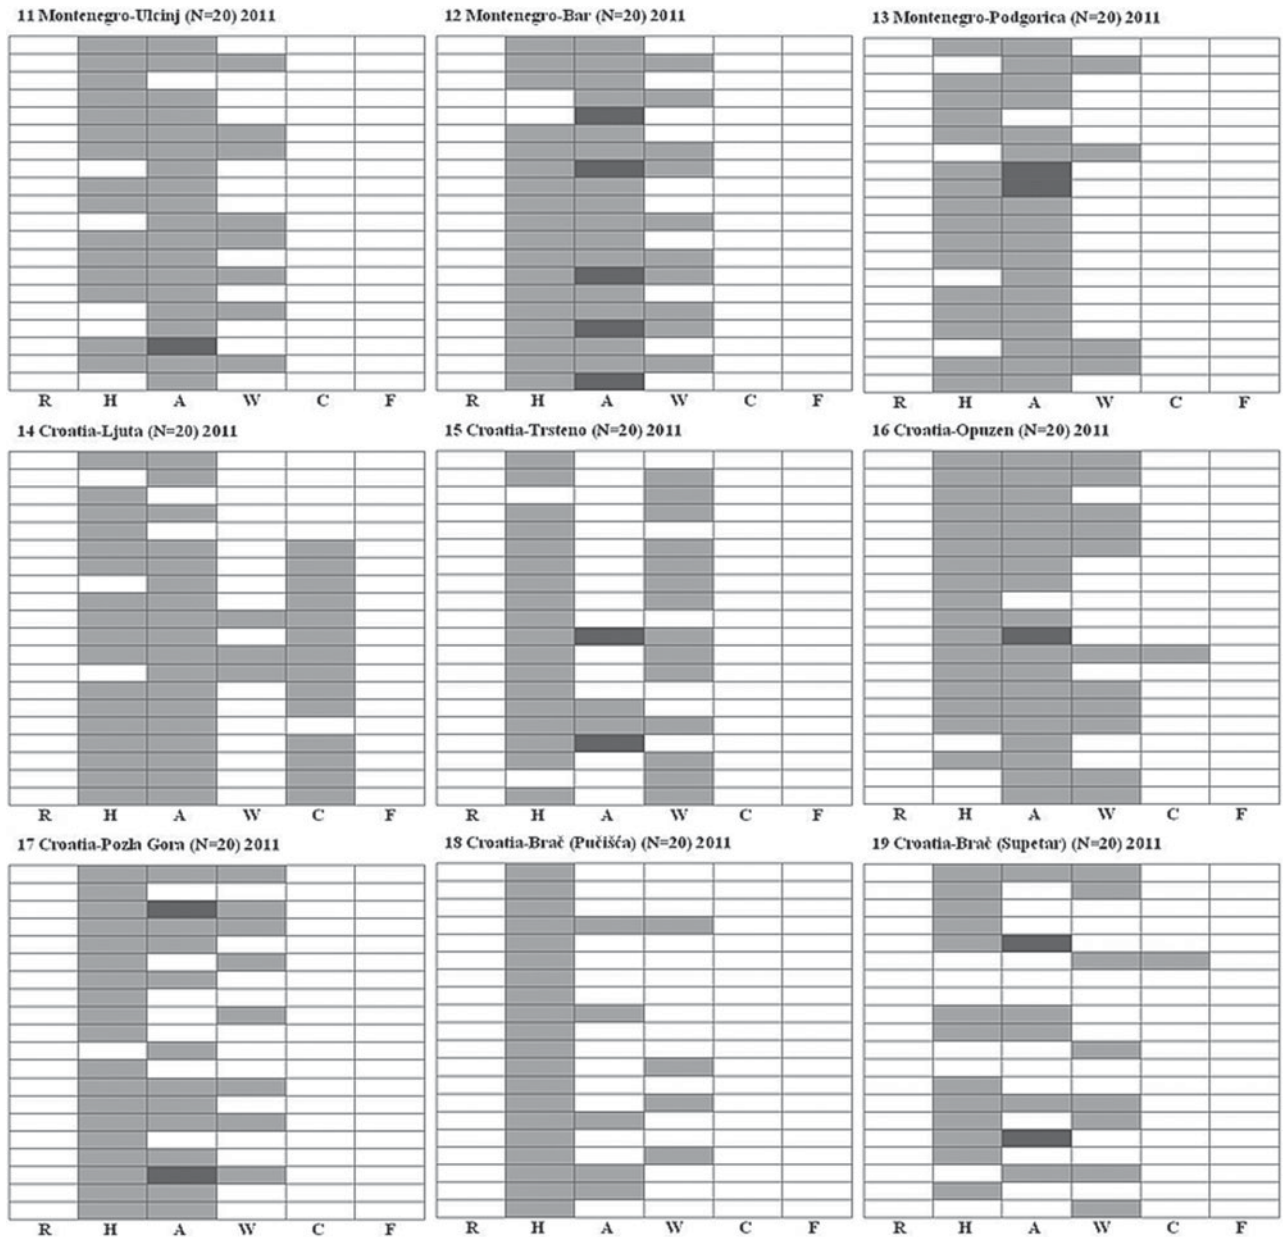 11 Montenegro-Ulcinj (N=20) 2011
12 Montenegro-Bar (N=20) 2011
13 Montenegro-Podgorica (N=20) 2011
R H A W C F
R H A W C F
R H A W C F
14 Croatia-Ljuta (N=20) 2011
15 Croatia-Trsteno (N=20) 2011
16 Croatia-Opuzen (N=20) 2011
R H A W C F
R H A W C F
R H A W C F
17 Croatia-Pozla Gora (N=20) 2011
18 Croatia-Brač (Pučišća) (N=20) 2011
19 Croatia-Brač (Supetar) (N=20) 2011
R H A W C F
R H A W C F
R H A W C F